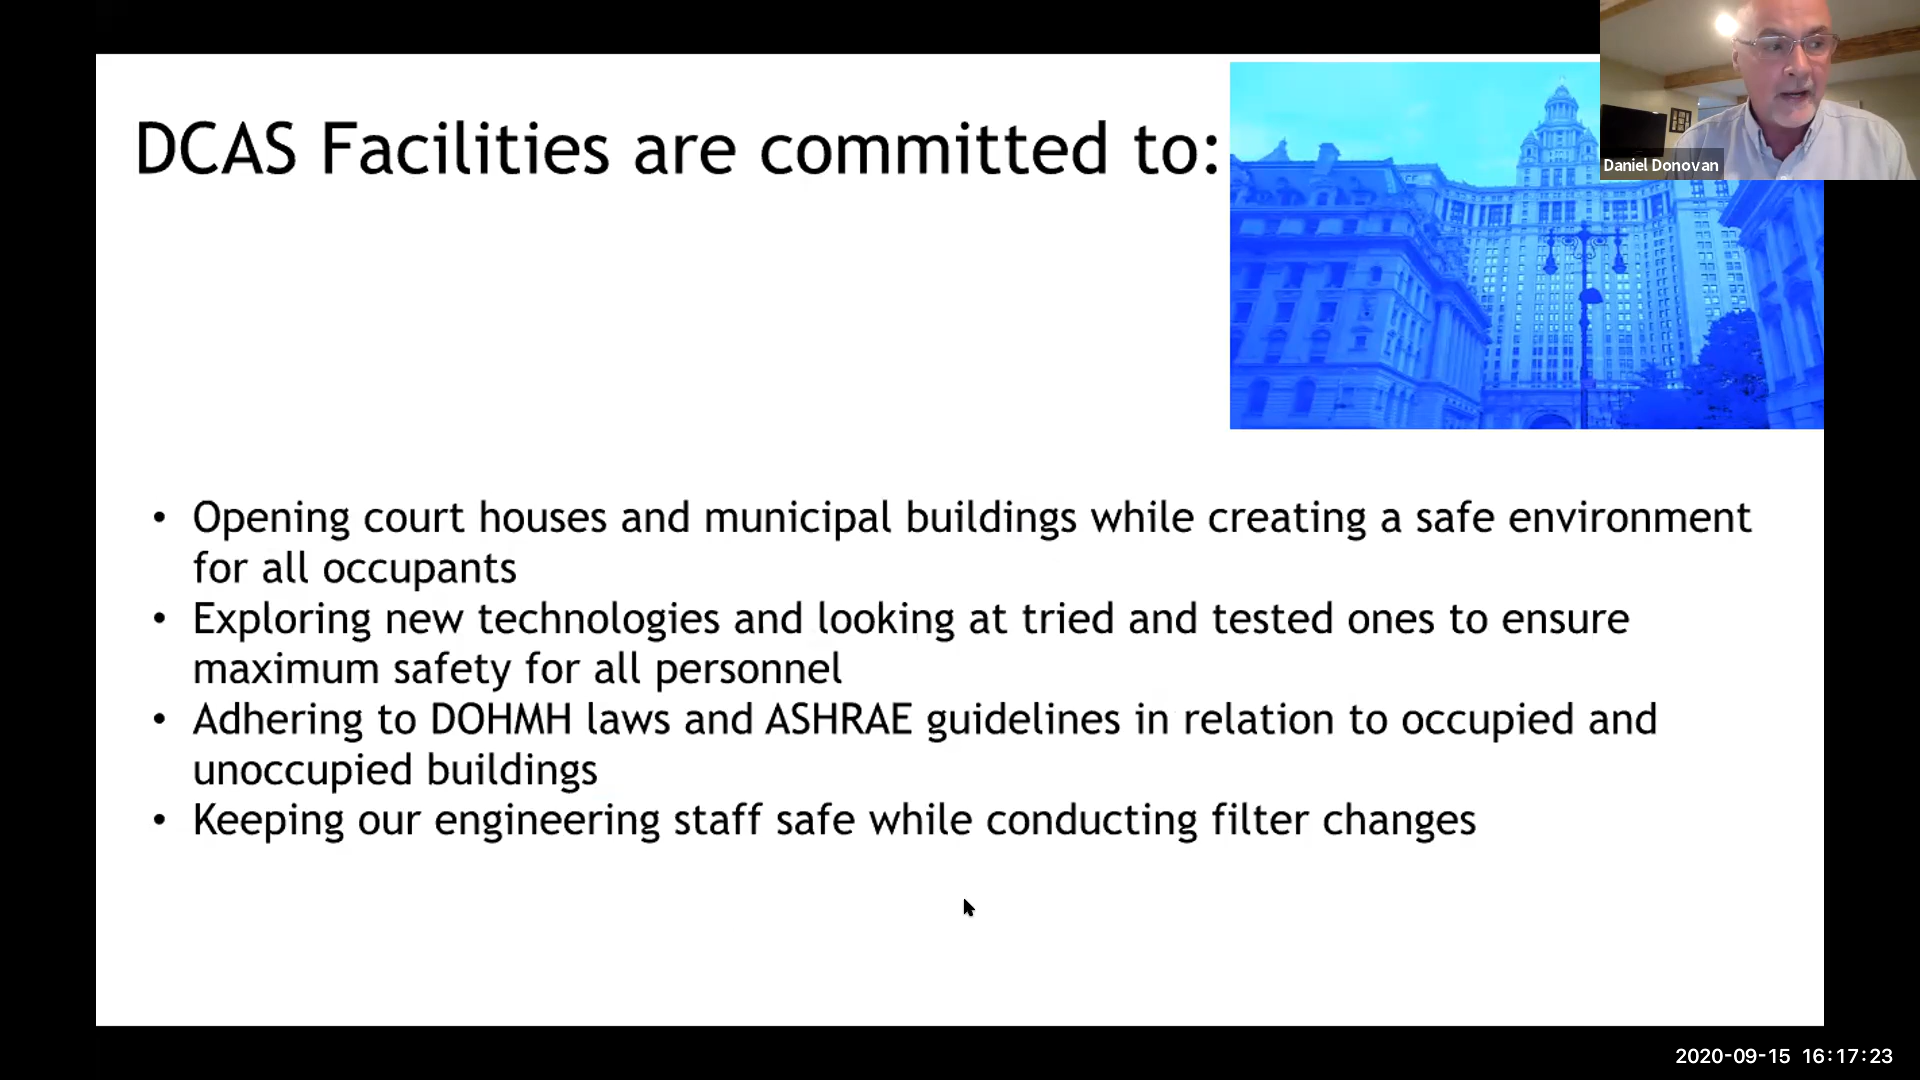 DCAS Facilities are committed to:
Daniel Donovan
• Opening court houses and municipal buildings while creating a safe environment
for all occupants
• Exploring new technologies and looking at tried and tested ones to ensure
maximum safety for all personnel
• Adhering to DOHMH laws and ASHRAE guidelines in relation to occupied and
unoccupied buildings
• Keeping our engineering staff safe while conducting filter changes
2020-09-15 16:17:23